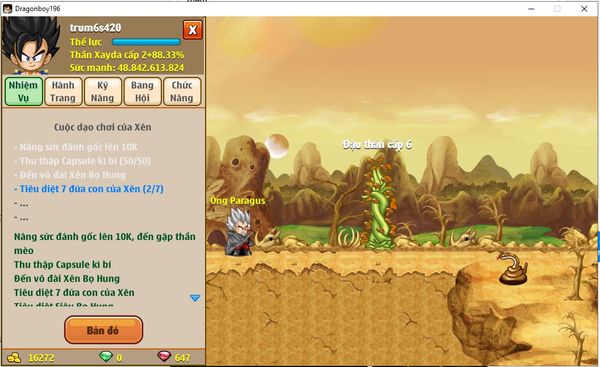 Dragonboy196
trum6s420
Thể lực
Thần Xayda cấp 2+88.33%
Sức mạnh: 48.842.613.824
X
Nhiệm Vụ
Hành Trang
Kỹ Năng
Bang Hội
Chức Năng
Cuộc dạo chơi của Xên
- Nâng sức đánh gốc lên 10K
- Thu thập Capsule kì bí (50/50)
- Đến võ đài Xên Bọ Hung
- Tiêu diệt 7 đứa con của Xên (2/7)
- ...
- ...
Nâng sức đánh gốc lên 10K, đến gặp thần
mèo
Thu thập Capsule kì bí
Đến võ đài Xên Bọ Hung
Tiêu diệt 7 đứa con của Xên
Tiêu diệt Siêu Bọ Hung
Bản đồ
16272
0
647
Đậu thần cấp 6
Ông Paragus